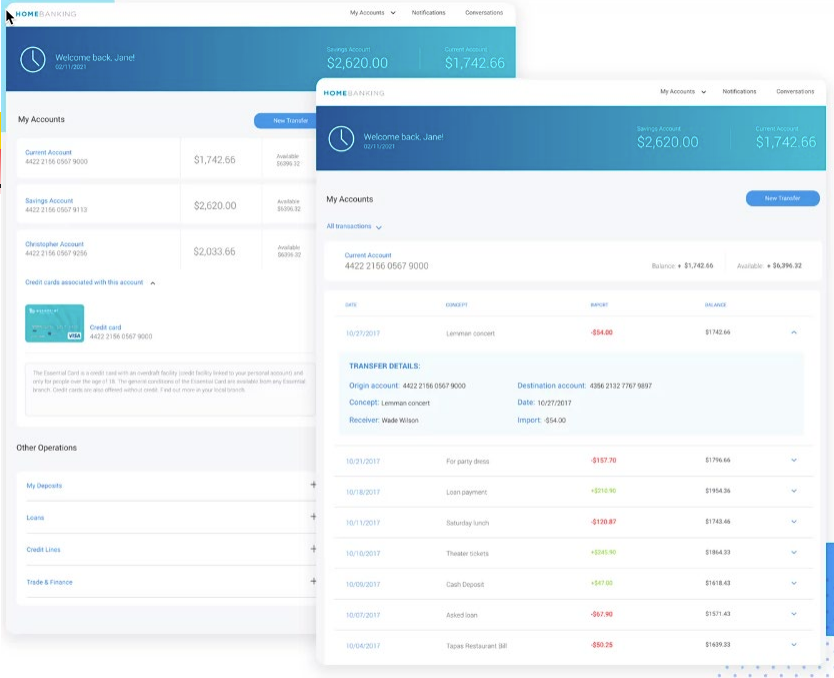 HOMEBANKING
My Accounts
Notifications
Conversations
Welcome back, Jane!
02/11/2021
Savings Account
$2,620.00
Current Account
$1,742.66
My Accounts
New Transfer
Current Account
4422 2156 0567 9000
$1,742.66
Available
$6396.32
Savings Account
4422 2156 0567 9113
$2,620.00
Available
$6396.32
Christopher Account
4422 2156 0567 9256
$2,033.66
Available
$6396.32
Credit cards associated with this account
VISA
Credit card
4422 2156 0567 9000
The Essential Card is a credit card with an overdraft facility (credit facility linked to your personal account) and
only for people over the age of 18. The general conditions of the Essential Card are available from any Essential
branch. Credit cards are also offered without credit. Find out more in your local branch.
Other Operations
My Deposits
Loans
Credit Lines
Trade & Finance
HOMEBANKING
My Accounts
Notifications
Conversations
Welcome back, Jane!
02/11/2021
Savings Account
$2,620.00
Current Account
$1,742.66
My Accounts
New Transfer
All transactions
Current Account
4422 2156 0567 9000
Balance: + $1,742.66
Available: + $6,396.32
DATE CONCEPT IMPORT BALANCE
10/27/2017 Lemman concert -$54.00 $1742.66
TRANSFER DETAILS:
Origin account: 4422 2156 0567 9000 Destination account: 4356 2132 7767 9897
Concept: Lemman concert Date: 10/27/2017
Receiver: Wade Wilson Import: -$54.00
10/21/2017 For party dress -$157.70 $1796.66
10/18/2017 Loan payment +$210.90 $1954.36
10/11/2017 Saturday lunch -$120.87 $1743.46
10/10/2017 Theater tickets +$245.90 $1864.33
10/09/2017 Cash Deposit +$47.00 $1618.43
10/07/2017 Asked loan -$67.90 $1571.43
10/04/2017 Tapas Restaurant Bill -$50.25 $1639.33